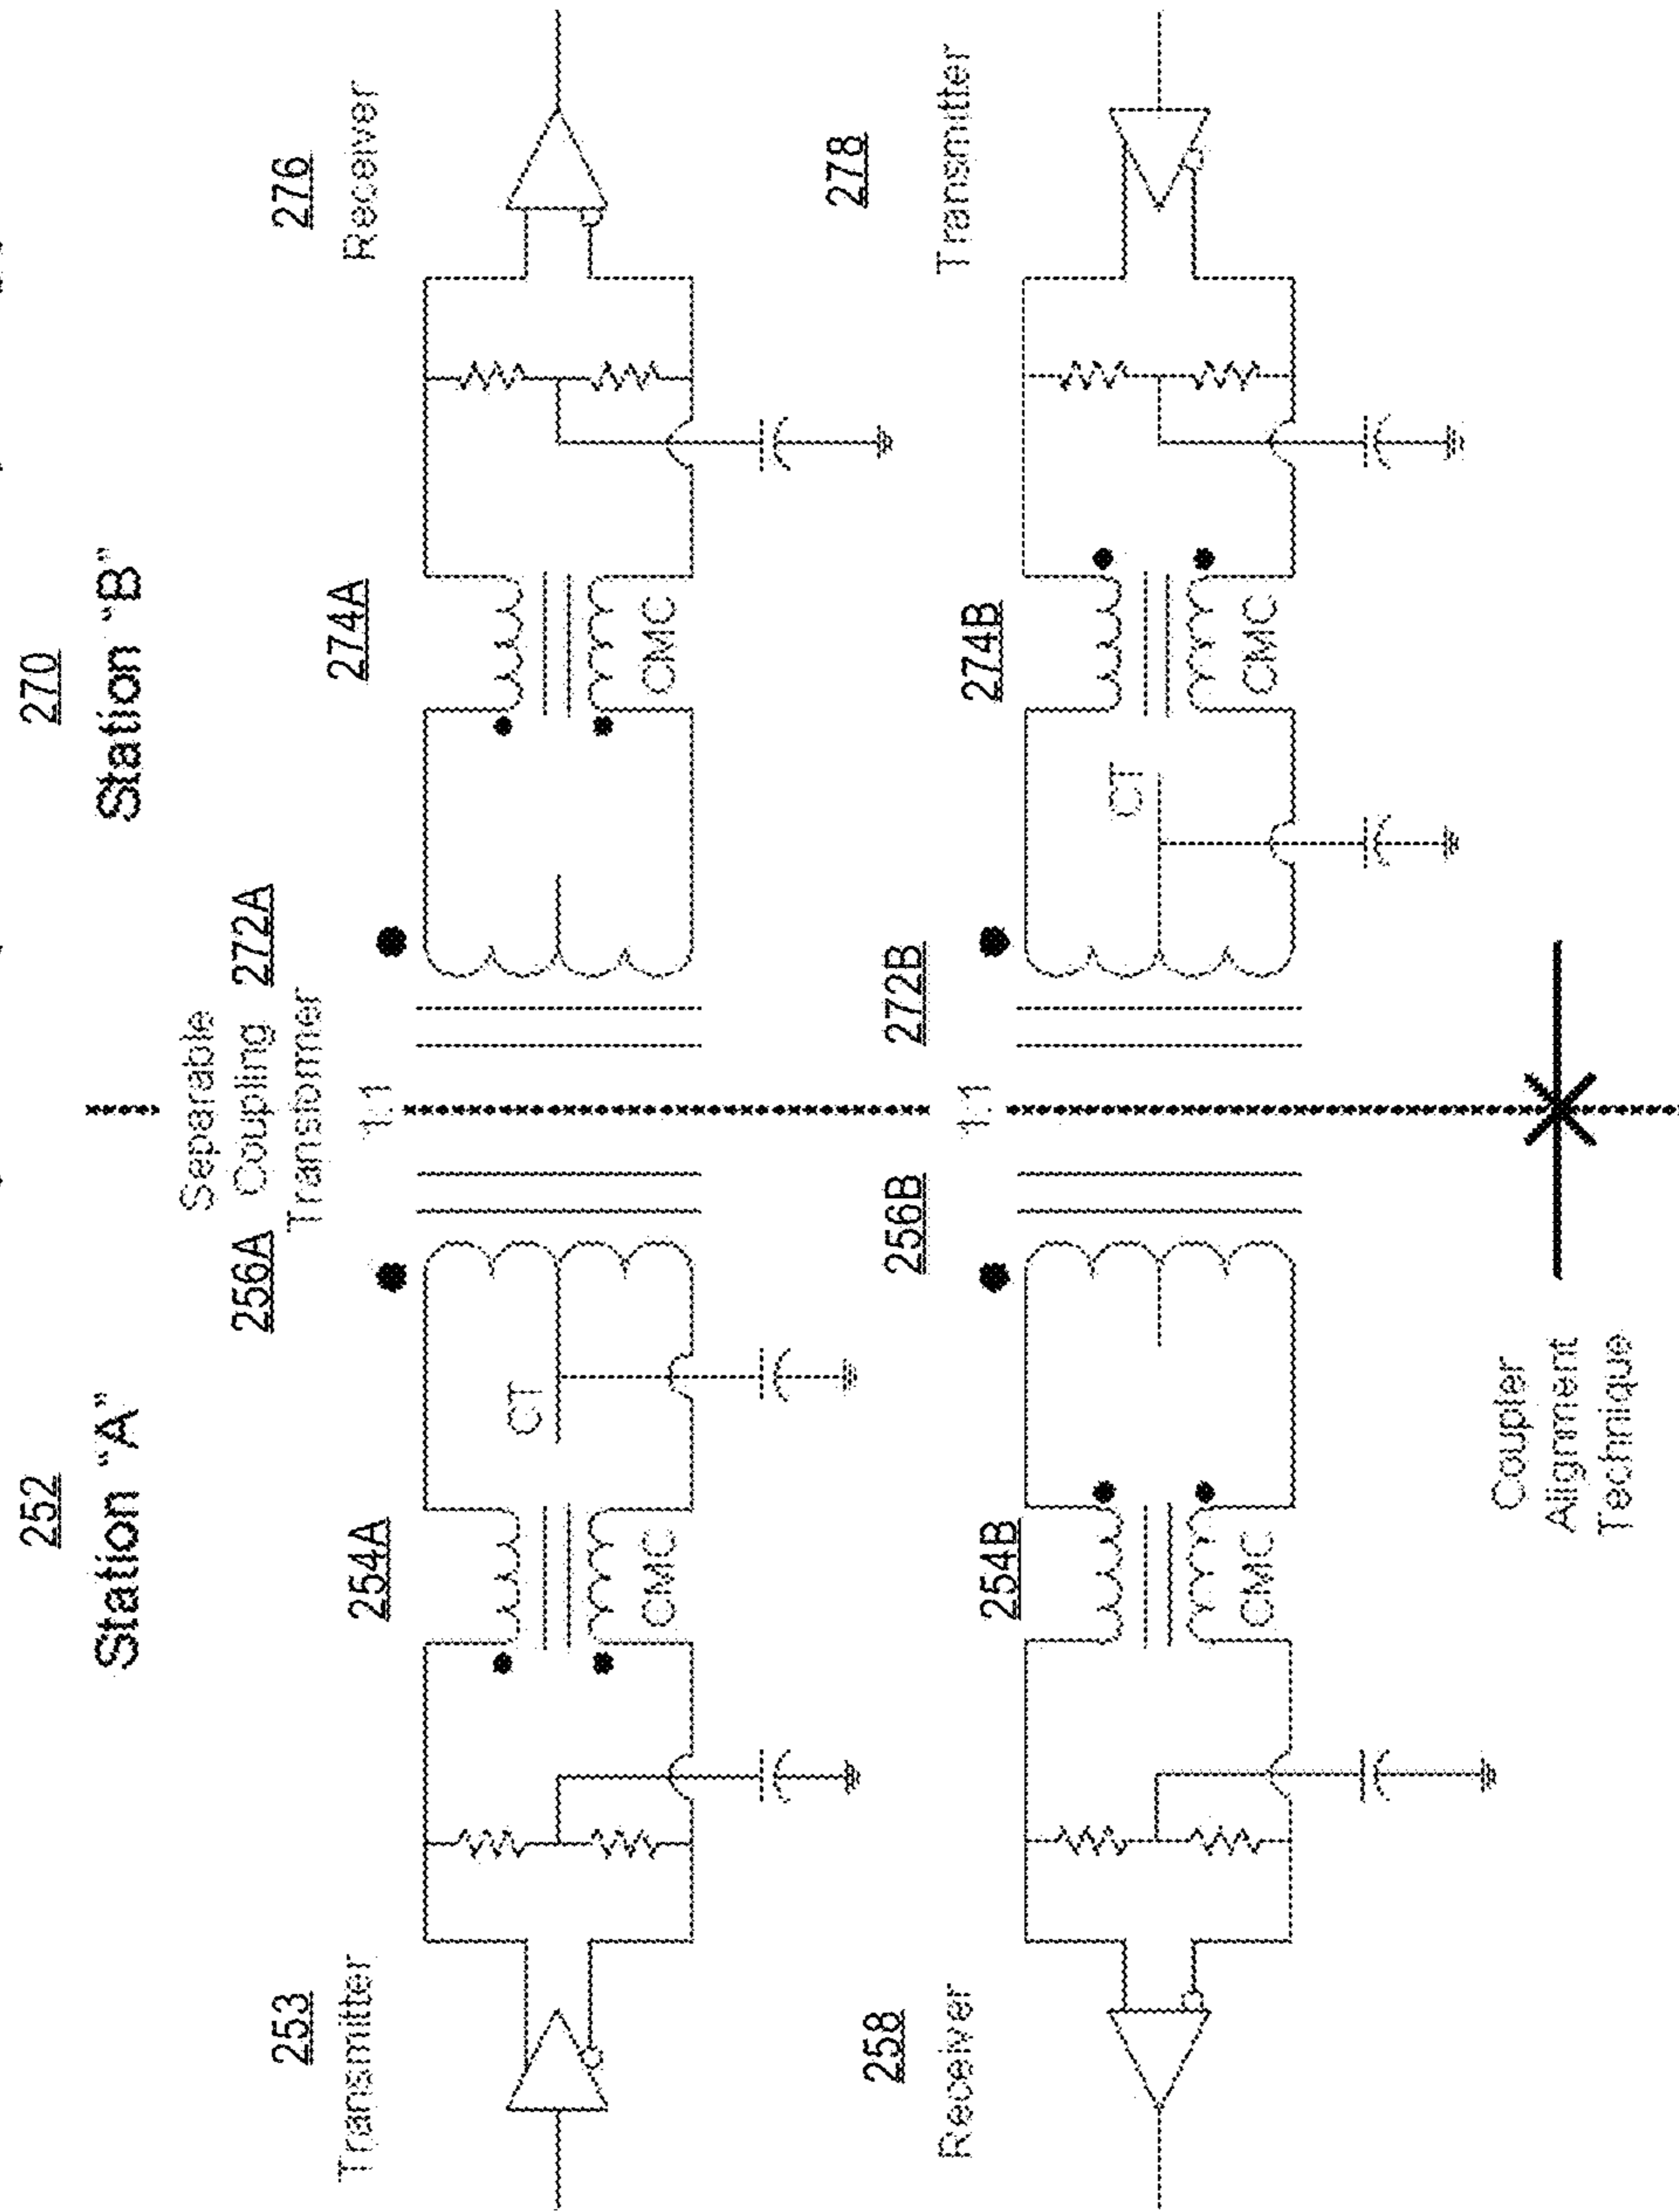 252
Station "A"
270
Station "B"
Separable
256A Coupling 272A
Transformer
253
Transmitter
254A
1:1
274A
276
Receiver
CT
CMC
CMC
258
Receiver
254B
256B
1:1
272B
274B
278
Transmitter
CT
CMC
CMC
Coupler
Alignment
Technique